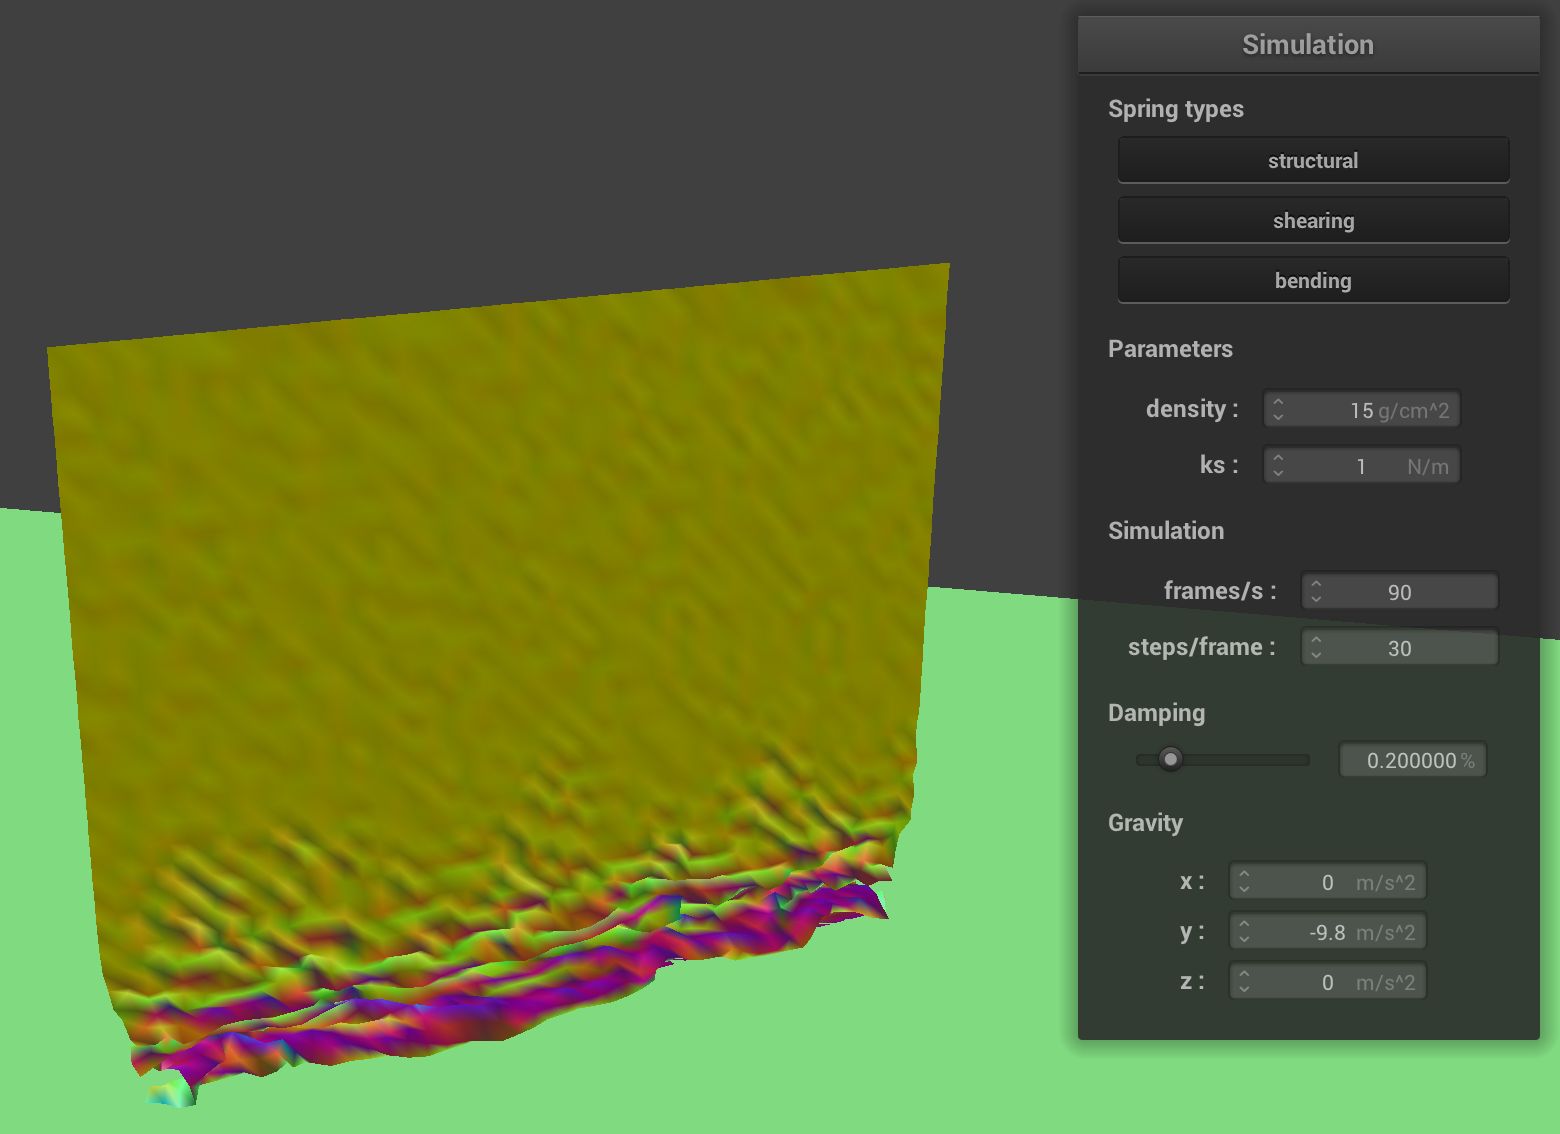 Simulation
Spring types
structural
shearing
bending
Parameters
density : 15 g/cm^2
ks : 1 N/m
Simulation
frames/s : 90
steps/frame : 30
Damping
0.200000 %
Gravity
x : 0 m/s^2
y : -9.8 m/s^2
z : 0 m/s^2